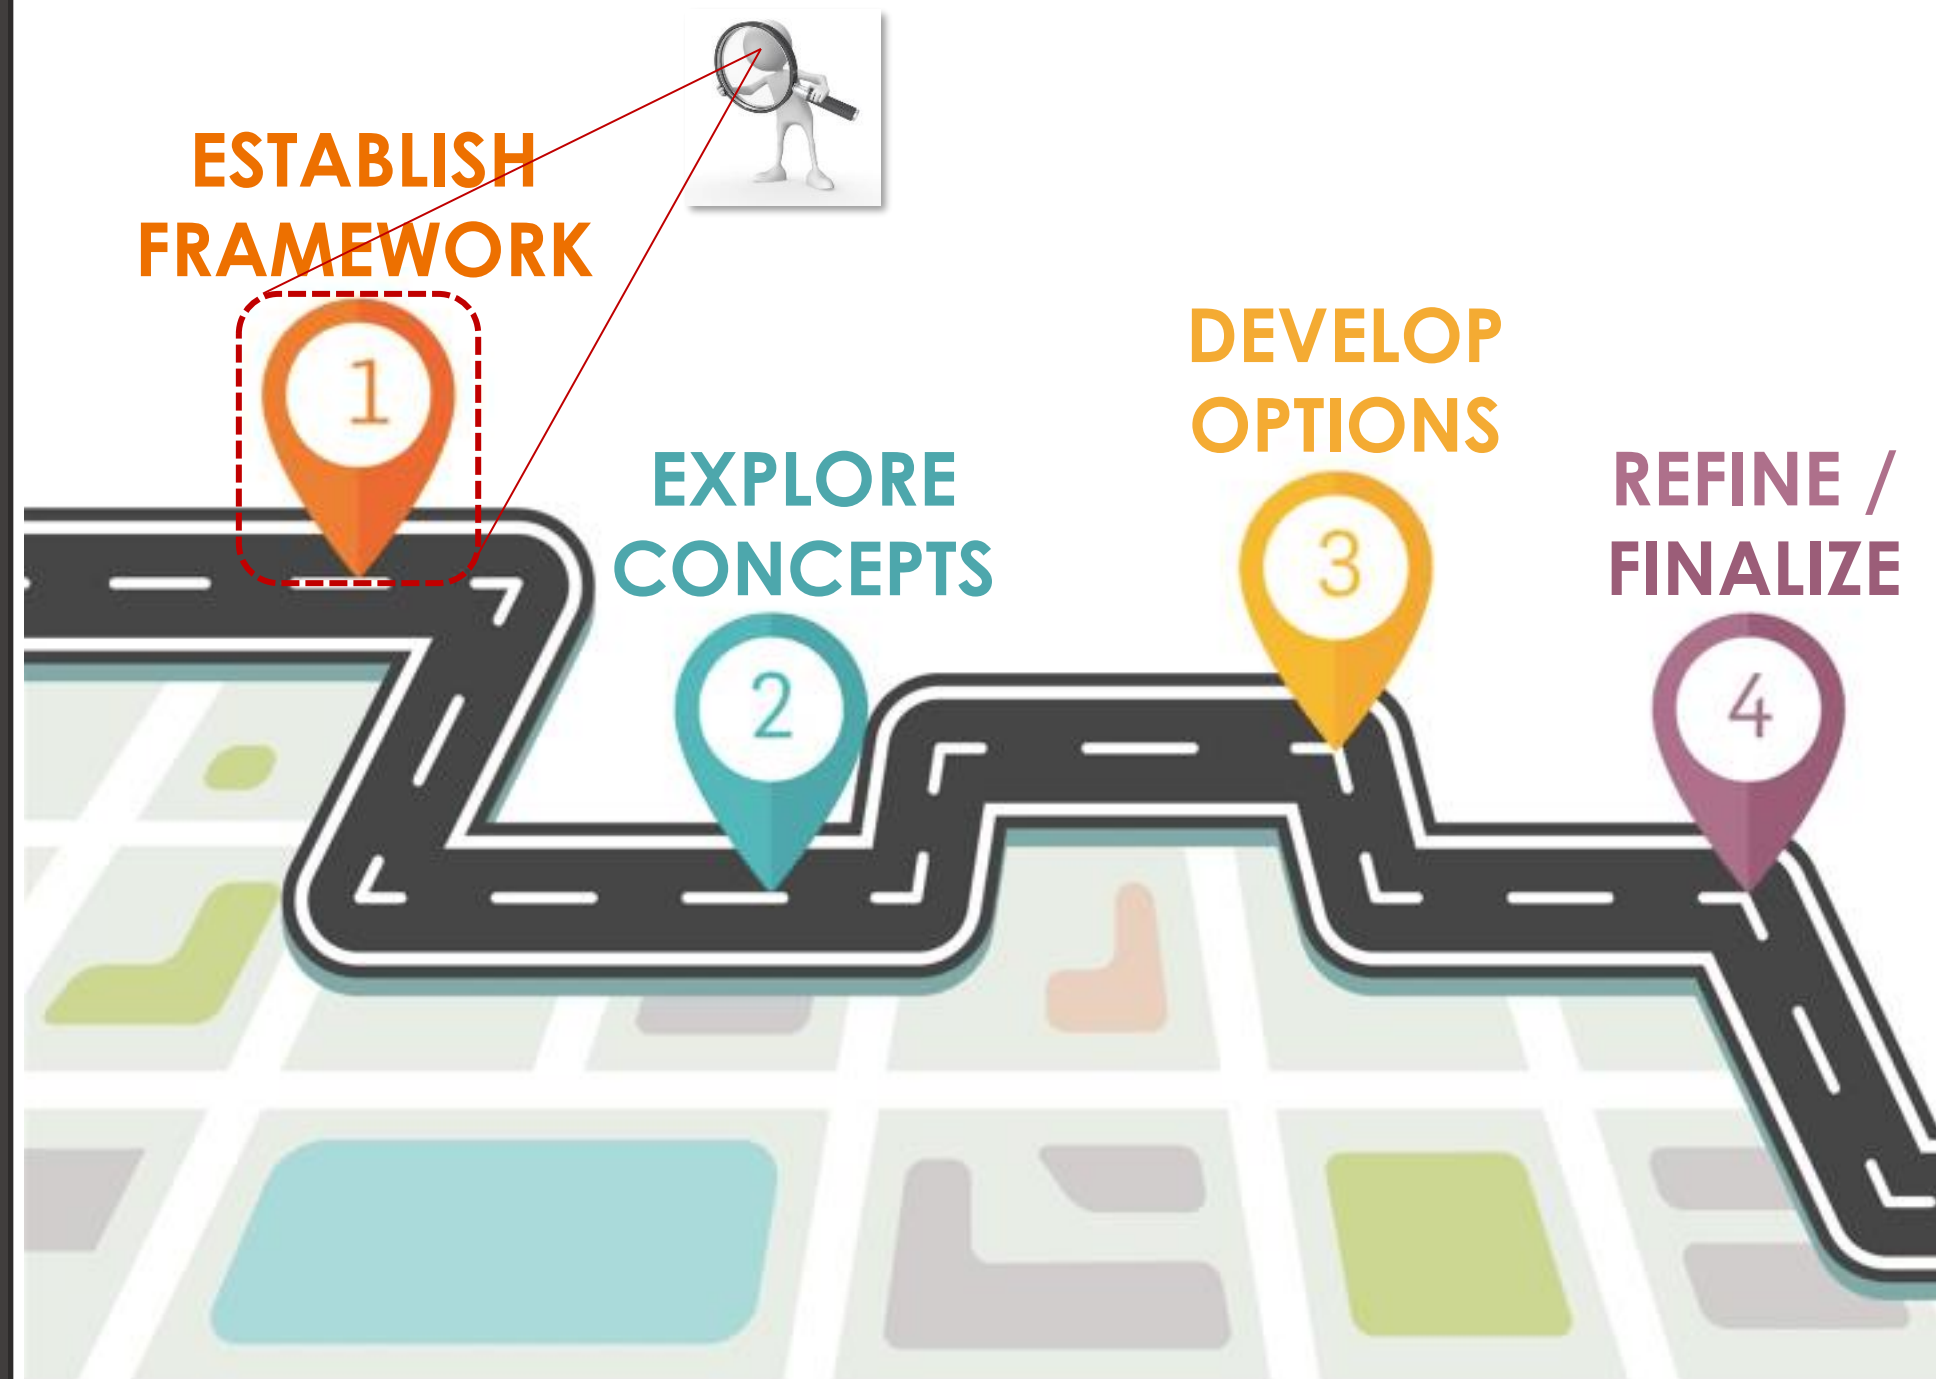 ESTABLISH
FRAMEWORK
1
EXPLORE
CONCEPTS
2
DEVELOP
OPTIONS
3
REFINE /
FINALIZE
4